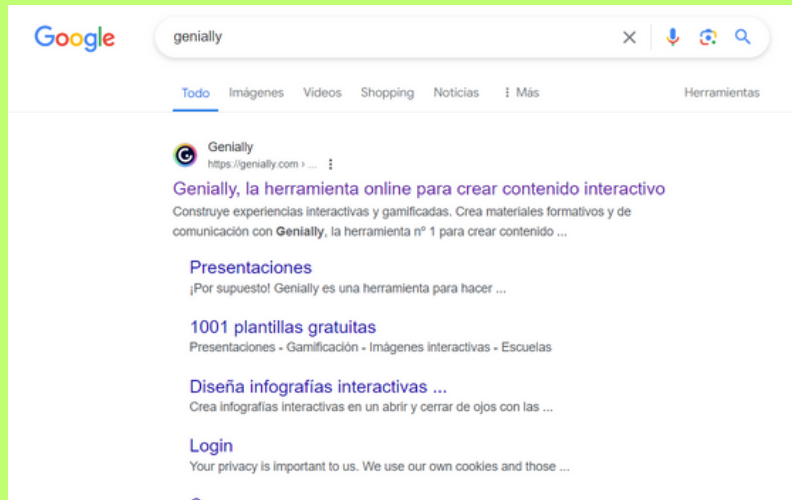 Google
genially
Todo Imágenes Videos Shopping Noticias Más Herramientas
Genially
https://genially.com › ...
Genially, la herramienta online para crear contenido interactivo
Construye experiencias interactivas y gamificadas. Crea materiales formativos y de
comunicación con Genially, la herramienta nº 1 para crear contenido ...
Presentaciones
¡Por supuesto! Genially es una herramienta para hacer ...
1001 plantillas gratuitas
Presentaciones - Gamificación - Imágenes interactivas - Escuelas
Diseña infografías interactivas ...
Crea infografías interactivas en un abrir y cerrar de ojos con las ...
Login
Your privacy is important to us. We use our own cookies and those ...